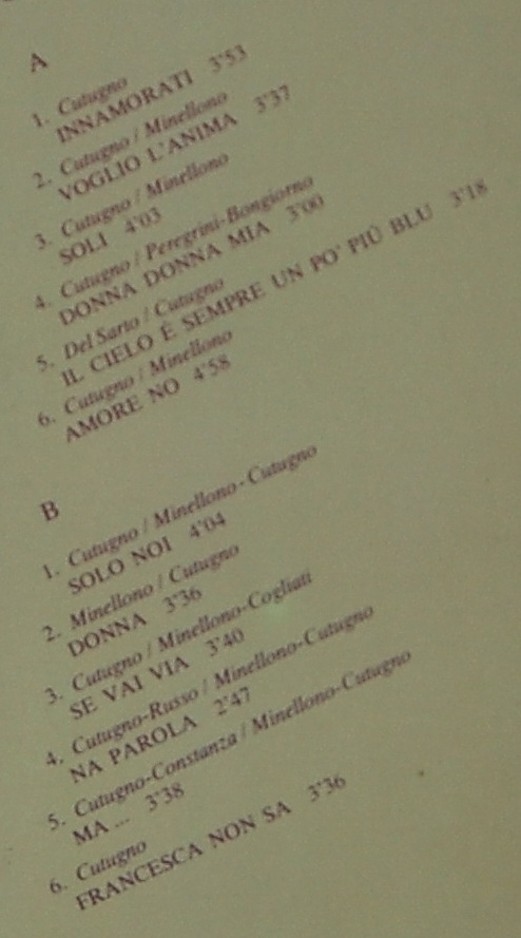 A
1. Cutugno
INNAMORATI 3'53
2. Cutugno / Minellono
VOGLIO L'ANIMA 3'37
3. Cutugno / Minellono
SOLI 4'03
4. Cutugno / Peregrini-Bongiorno
DONNA DONNA MIA 3'00
5. Del Sarto / Cutugno
IL CIELO È SEMPRE UN PO' PIÙ BLU 3'18
6. Cutugno / Minellono
AMORE NO 4'58
B
1. Cutugno / Minellono-Cutugno
SOLO NOI 4'04
2. Minellono / Cutugno
DONNA 3'36
3. Cutugno / Minellono-Cogliati
SE VAI VIA 3'40
4. Cutugno-Russo / Minellono-Cutugno
NA PAROLA 2'47
5. Cutugno-Constanza / Minellono-Cutugno
MA ... 3'38
6. Cutugno
FRANCESCA NON SA 3'36